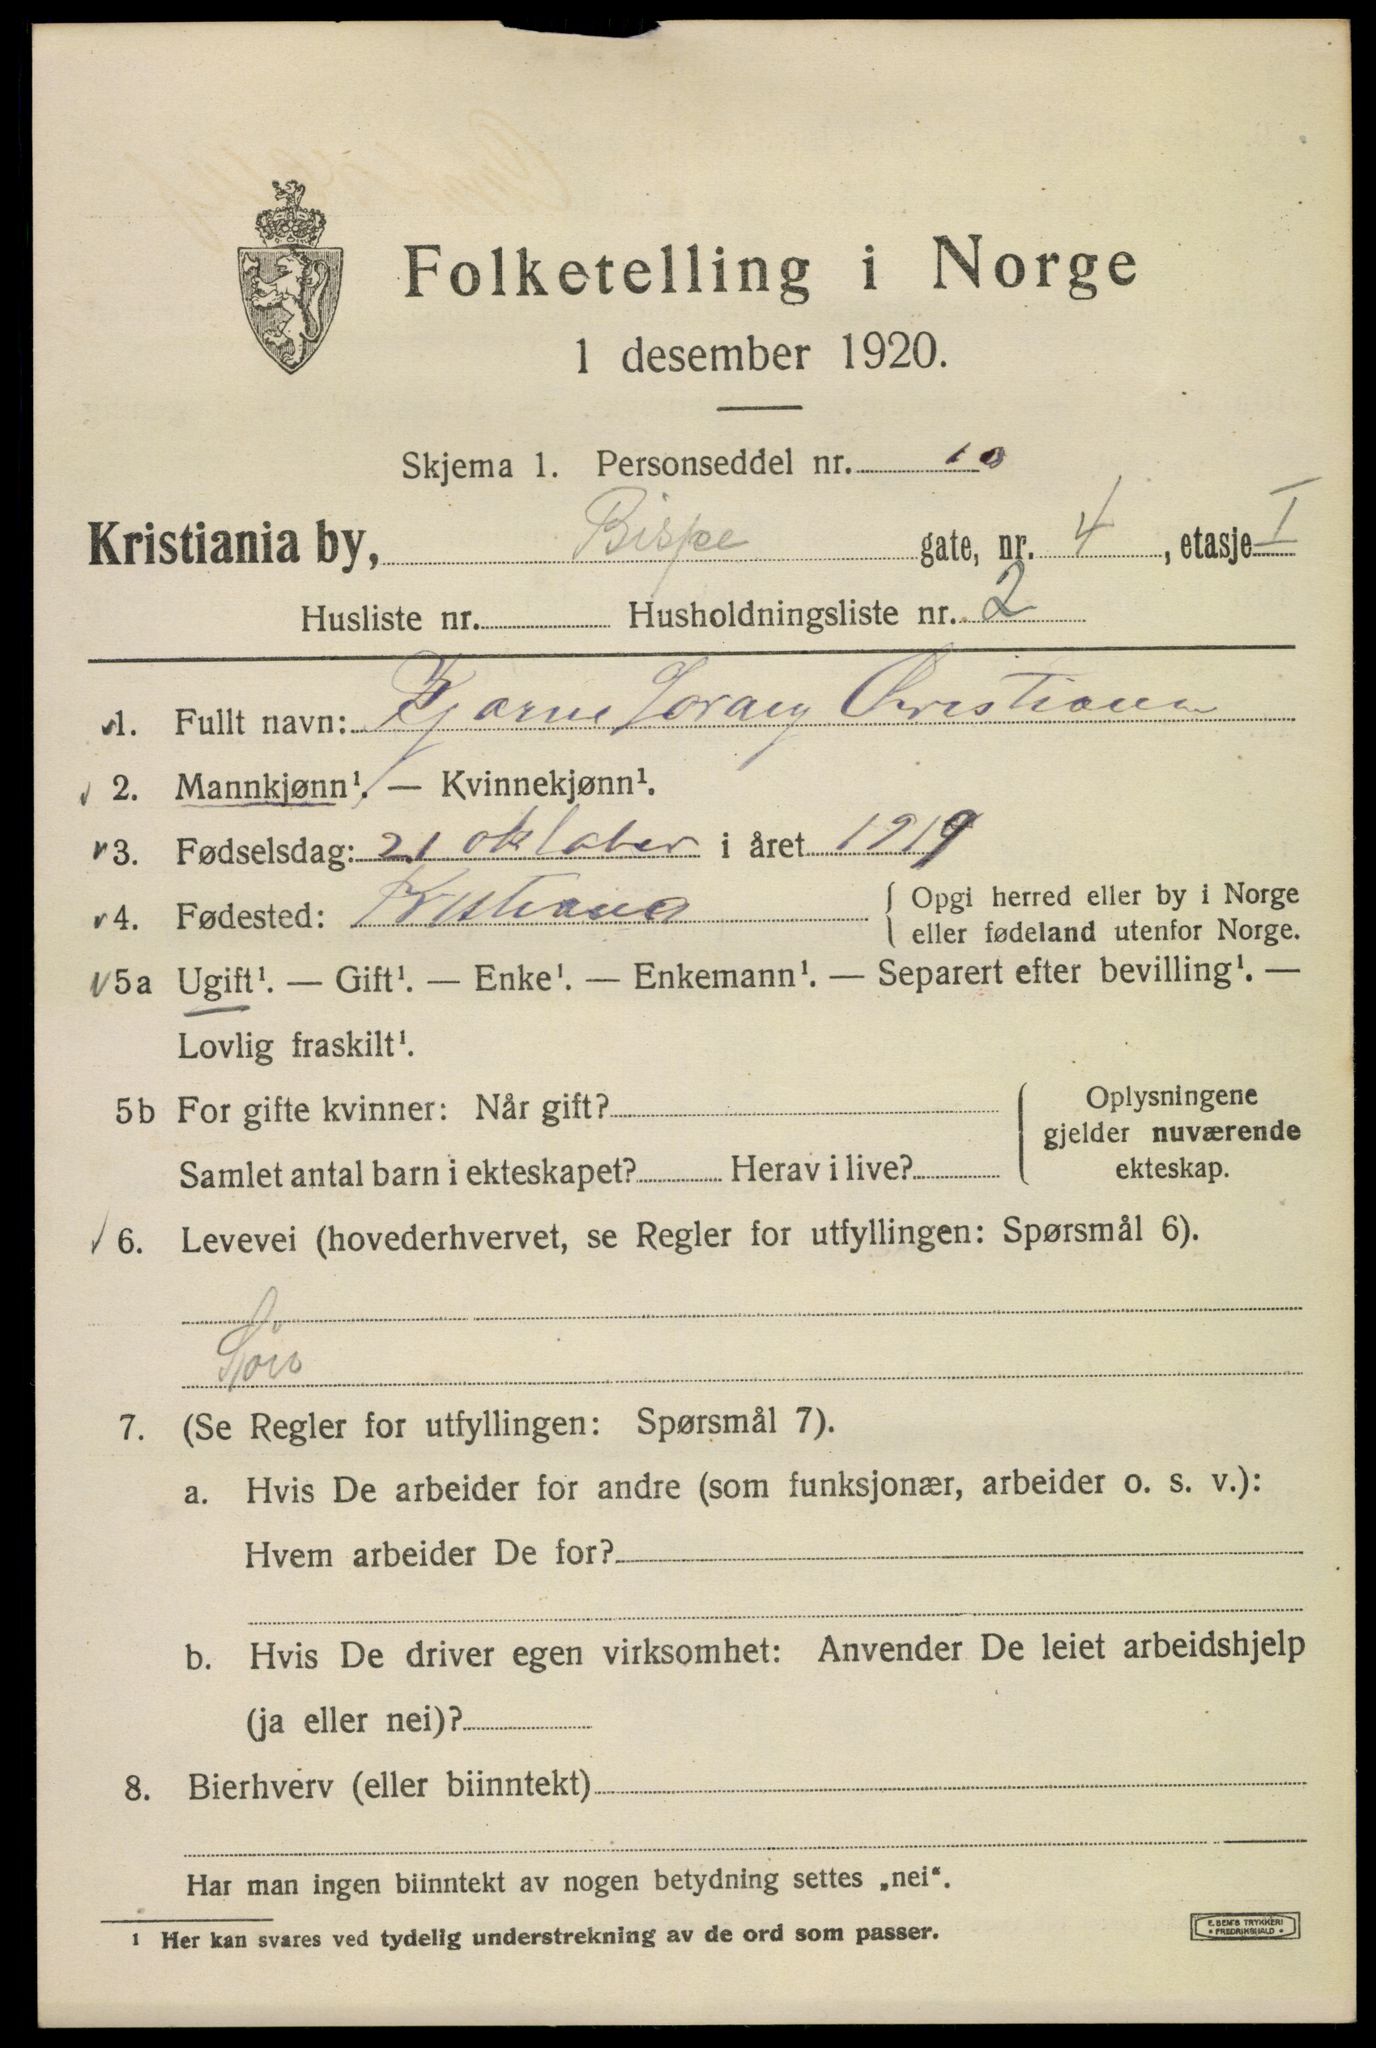 Folketelling i Norge
1 desember 1920.
Skjema 1. Personseddel nr. 10
Kristiania by, Bispe gate, nr. 4, etasje I
Husliste nr. Husholdningsliste nr. 2
1. Fullt navn:
2. Mannkjønn¹. — Kvinnekjønn¹.
3. Fødselsdag: 21 oktober i året 1919
4. Fødested: Kristiania { Opgi herred eller by i Norge
eller fødeland utenfor Norge.
5a Ugift¹. — Gift¹. — Enke¹. — Enkemann¹. — Separert efter bevilling¹. —
Lovlig fraskilt¹.
5b For gifte kvinner: Når gift?
Samlet antal barn i ekteskapet? Herav i live?
Oplysningene
gjelder nuværende
ekteskap.
6. Levevei (hovederhvervet, se Regler for utfyllingen: Spørsmål 6).
7. (Se Regler for utfyllingen: Spørsmål 7).
a. Hvis De arbeider for andre (som funksjonær, arbeider o. s. v.):
Hvem arbeider De for?
b. Hvis De driver egen virksomhet: Anvender De leiet arbeidshjelp
(ja eller nei)?
8. Bierhverv (eller biinntekt)
Har man ingen biinntekt av nogen betydning settes „nei“.
1 Her kan svares ved tydelig understrekning av de ord som passer.
E. SEM'S TRYKKERI
• FREDRIKSHALD •